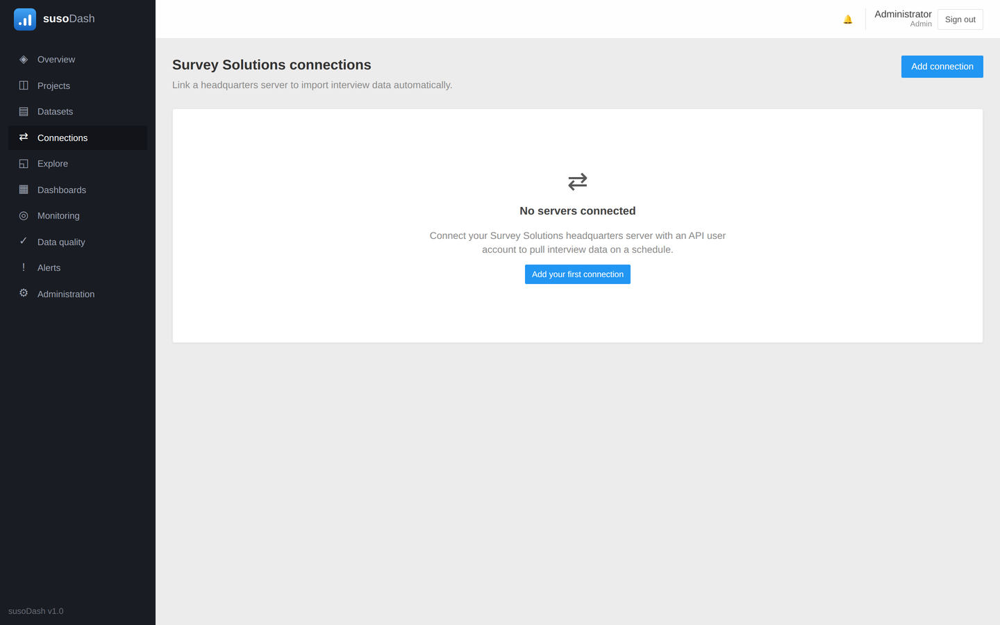 susoDash
Administrator
Admin
Sign out
Overview
Projects
Datasets
Connections
Explore
Dashboards
Monitoring
Data quality
Alerts
Administration
susoDash v1.0
Survey Solutions connections
Link a headquarters server to import interview data automatically.
Add connection
No servers connected
Connect your Survey Solutions headquarters server with an API user
account to pull interview data on a schedule.
Add your first connection